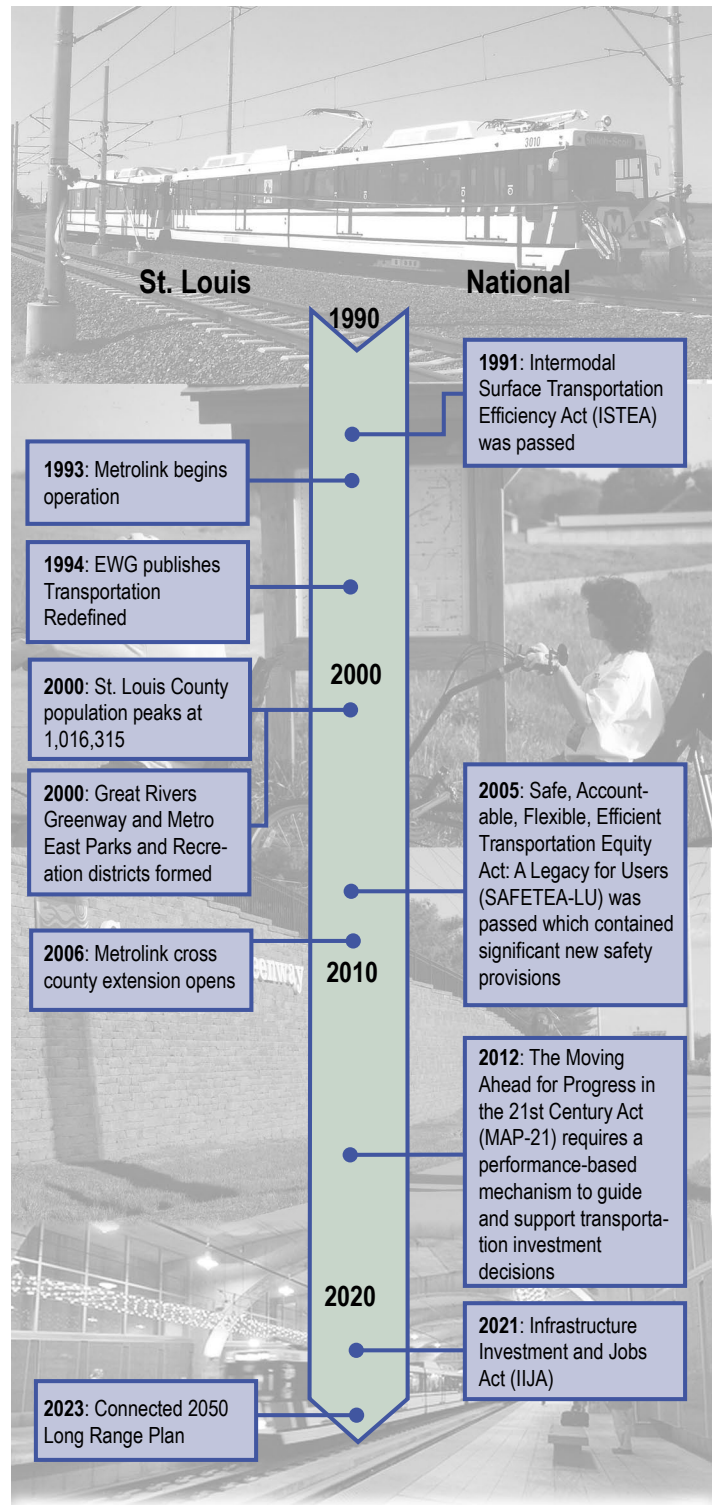 3010
St. Louis
National
1990
1991: Intermodal
Surface Transportation
Efficiency Act (ISTEA)
was passed
1993: Metrolink begins
operation
1994: EWG publishes
Transportation
Redefined
2000
2000: St. Louis County
population peaks at
1,016,315
2000: Great Rivers
Greenway and Metro
East Parks and Recre-
ation districts formed
2005: Safe, Account-
able, Flexible, Efficient
Transportation Equity
Act: A Legacy for Users
(SAFETEA-LU) was
passed which contained
significant new safety
provisions
2006: Metrolink cross
county extension opens
eenway
2010
2012: The Moving
Ahead for Progress in
the 21st Century Act
(MAP-21) requires a
performance-based
mechanism to guide
and support transporta-
tion investment
decisions
2020
2021: Infrastructure
Investment and Jobs
Act (IIJA)
2023: Connected 2050
Long Range Plan